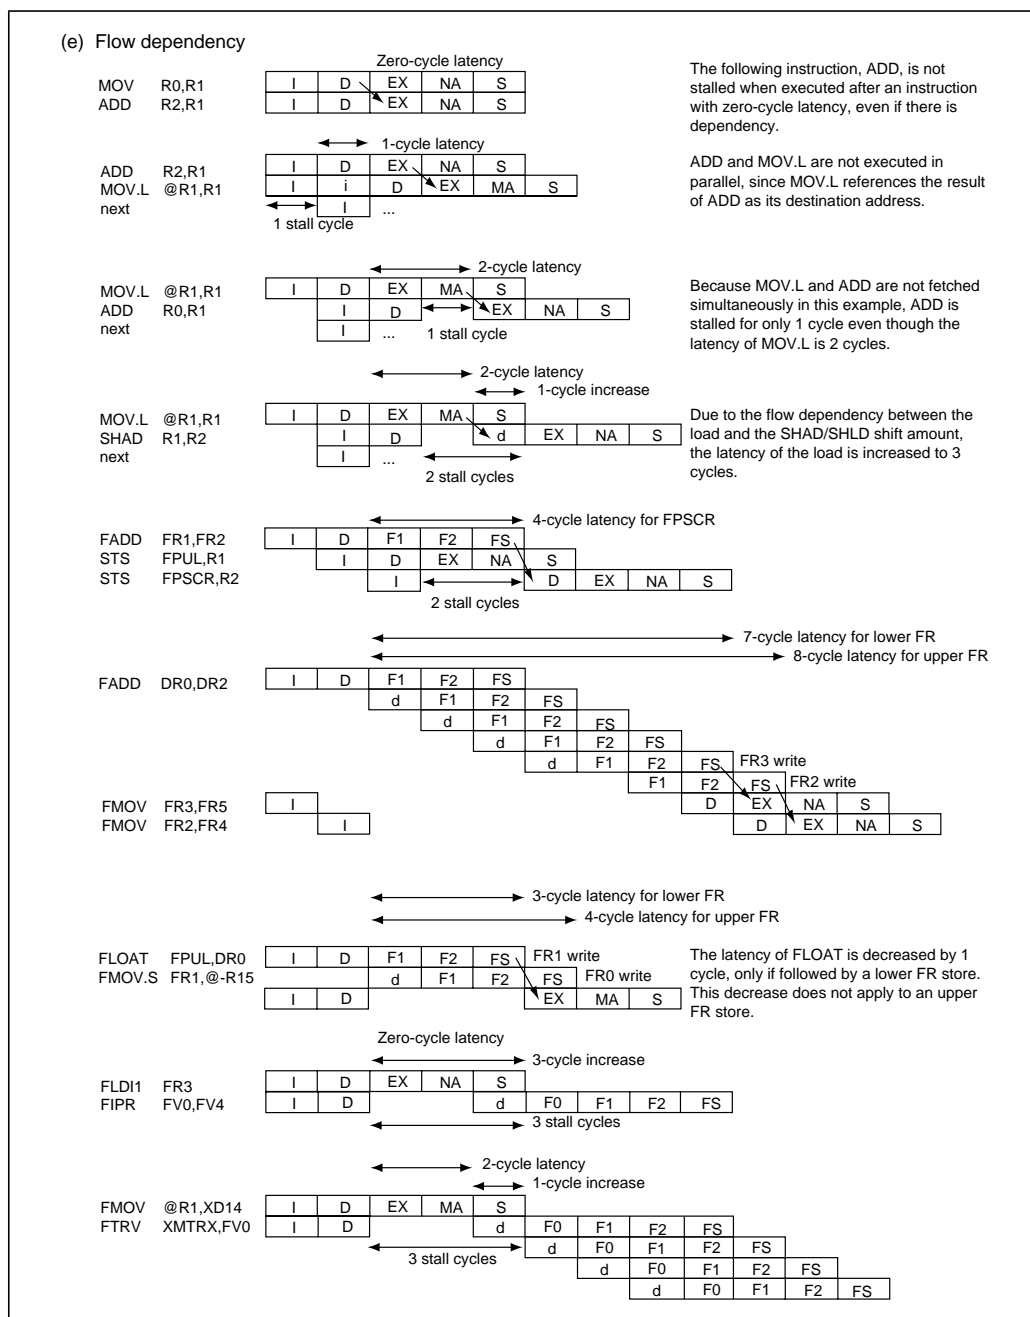 (e) Flow dependency
Zero-cycle latency
MOV R0,R1 I D EX NA S
ADD R2,R1 I D EX NA S
The following instruction, ADD, is not
stalled when executed after an instruction
with zero-cycle latency, even if there is
dependency.
1-cycle latency
ADD R2,R1 I D EX NA S
MOV.L @R1,R1 I i D EX MA S
next I ...
1 stall cycle
ADD and MOV.L are not executed in
parallel, since MOV.L references the result
of ADD as its destination address.
2-cycle latency
MOV.L @R1,R1 I D EX MA S
ADD R0,R1 I D EX NA S
next I ...
1 stall cycle
Because MOV.L and ADD are not fetched
simultaneously in this example, ADD is
stalled for only 1 cycle even though the
latency of MOV.L is 2 cycles.
2-cycle latency
1-cycle increase
MOV.L @R1,R1 I D EX MA S
SHAD R1,R2 I D d EX NA S
next I ...
2 stall cycles
Due to the flow dependency between the
load and the SHAD/SHLD shift amount,
the latency of the load is increased to 3
cycles.
4-cycle latency for FPSCR
FADD FR1,FR2 I D F1 F2 FS
STS FPUL,R1 I D EX NA S
STS FPSCR,R2 I D EX NA S
2 stall cycles
7-cycle latency for lower FR
8-cycle latency for upper FR
FADD DR0,DR2 I D F1 F2 FS
d F1 F2 FS
d F1 F2 FS
d F1 F2 FS
d F1 F2 FS FR3 write
F1 F2 FS FR2 write
FMOV FR3,FR5 I D EX NA S
FMOV FR2,FR4 I D EX NA S
3-cycle latency for lower FR
4-cycle latency for upper FR
FLOAT FPUL,DR0 I D F1 F2 FS FR1 write
FMOV.S FR1,@-R15 d F1 F2 FS FR0 write
I D EX MA S
The latency of FLOAT is decreased by 1
cycle, only if followed by a lower FR store.
This decrease does not apply to an upper
FR store.
Zero-cycle latency
3-cycle increase
FLDI1 FR3 I D EX NA S
FIPR FV0,FV4 I D d F0 F1 F2 FS
3 stall cycles
2-cycle latency
1-cycle increase
FMOV @R1,XD14 I D EX MA S
FTRV XMTRX,FV0 I D d F0 F1 F2 FS
3 stall cycles d F0 F1 F2 FS
d F0 F1 F2 FS
d F0 F1 F2 FS